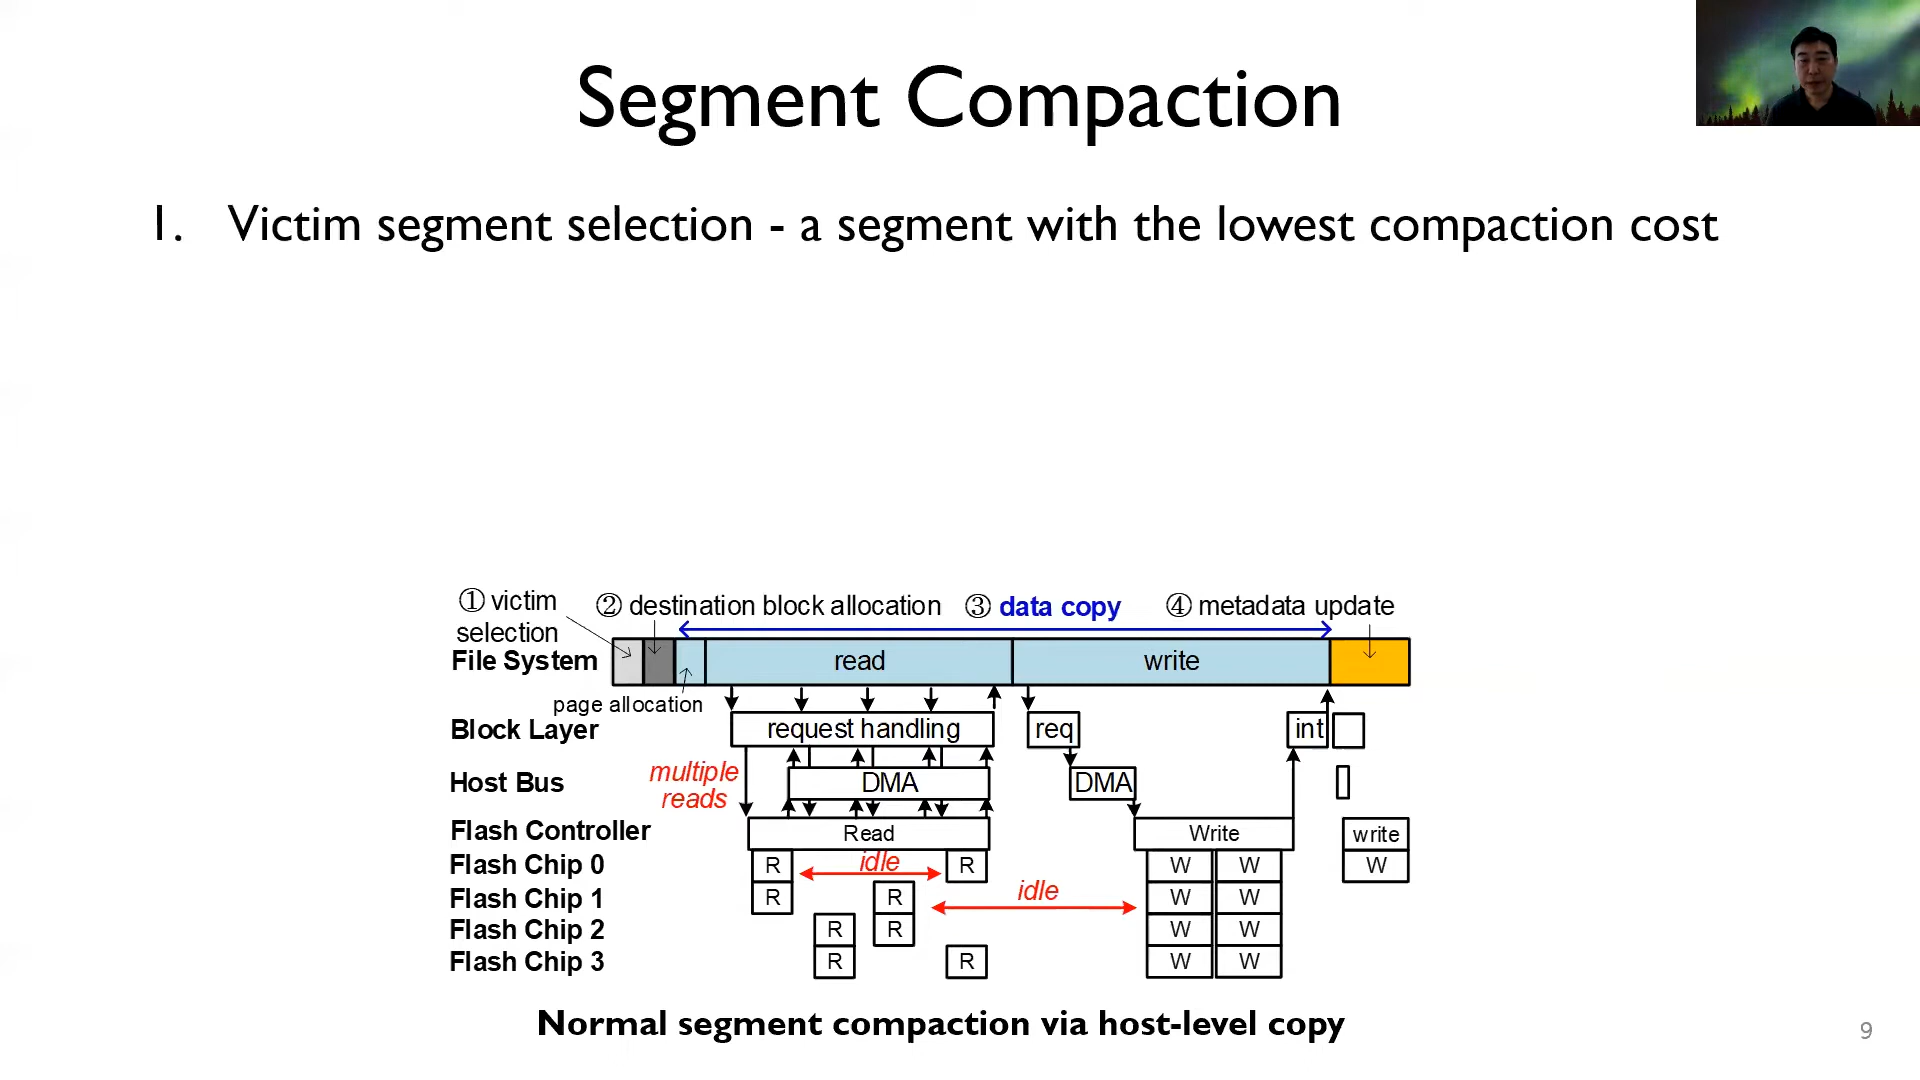 Segment Compaction
1. Victim segment selection - a segment with the lowest compaction cost
① victim selection
② destination block allocation
③ data copy
④ metadata update
File System
read
write
page allocation
Block Layer
request handling
req
int
multiple reads
Host Bus
DMA
DMA
Flash Controller
Read
Write
write
Flash Chip 0
R
idle
R
W
W
W
Flash Chip 1
R
R
idle
W
W
Flash Chip 2
R
R
W
W
Flash Chip 3
R
R
W
W
Normal segment compaction via host-level copy
9